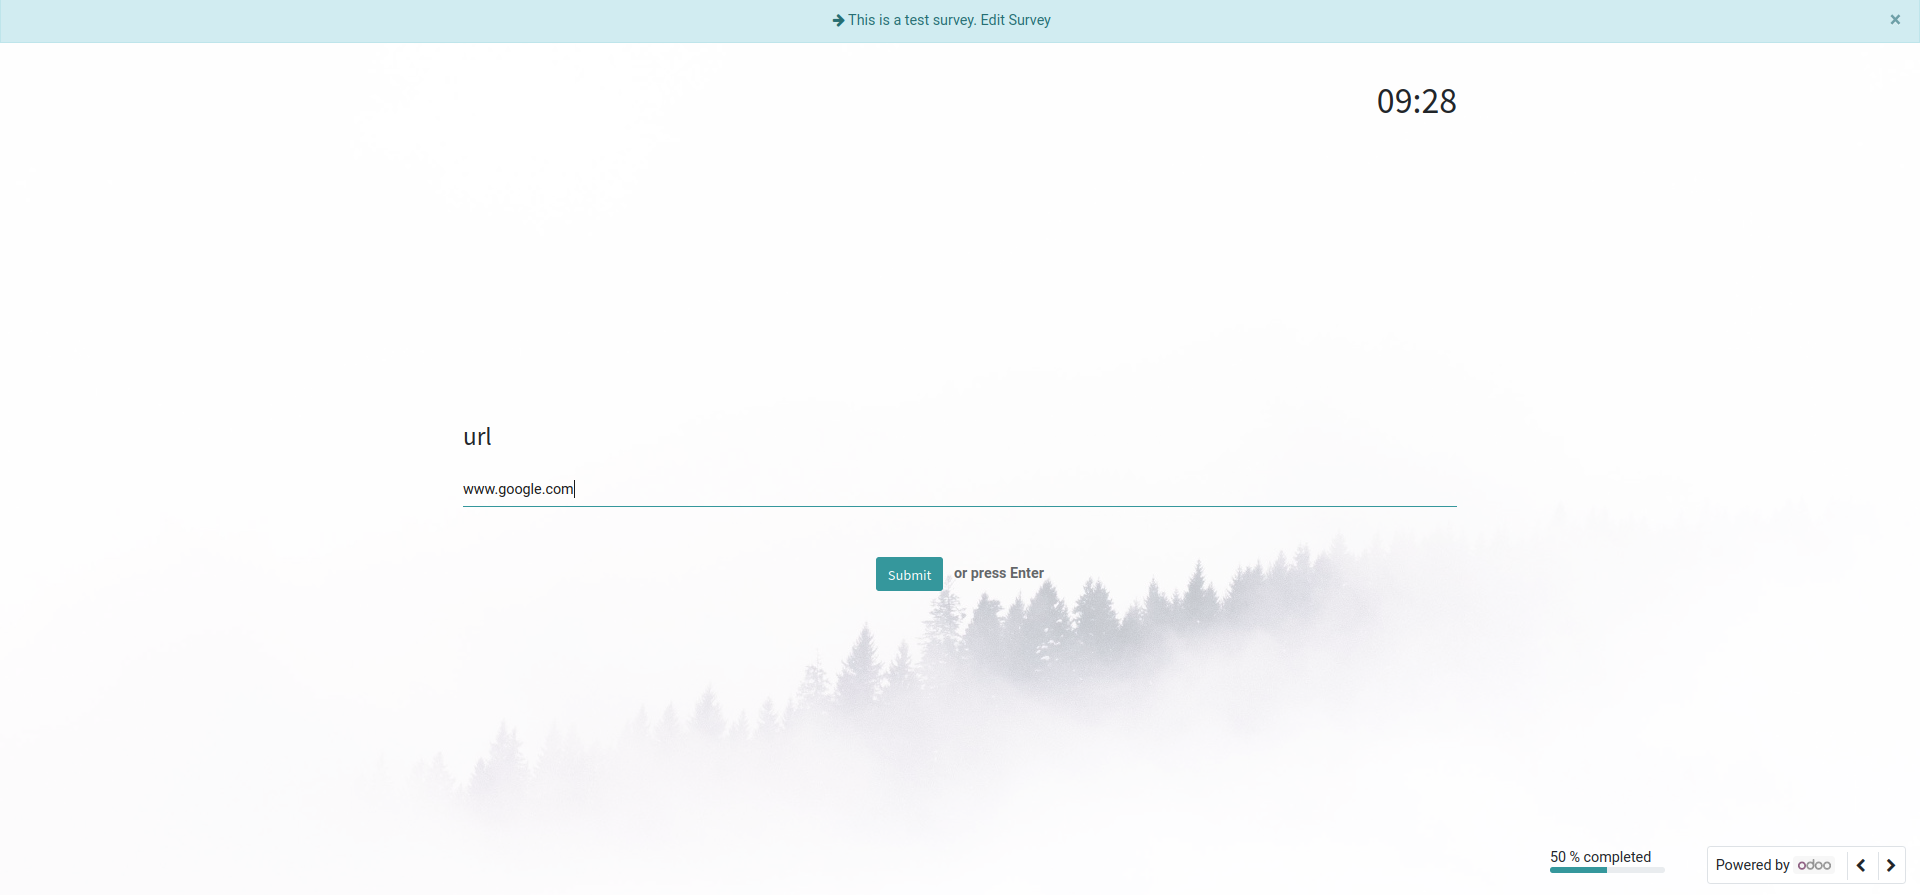 This is a test survey. Edit Survey
×
09:28
url
www.google.com
Submit or press Enter
50 % completed
Powered by odoo